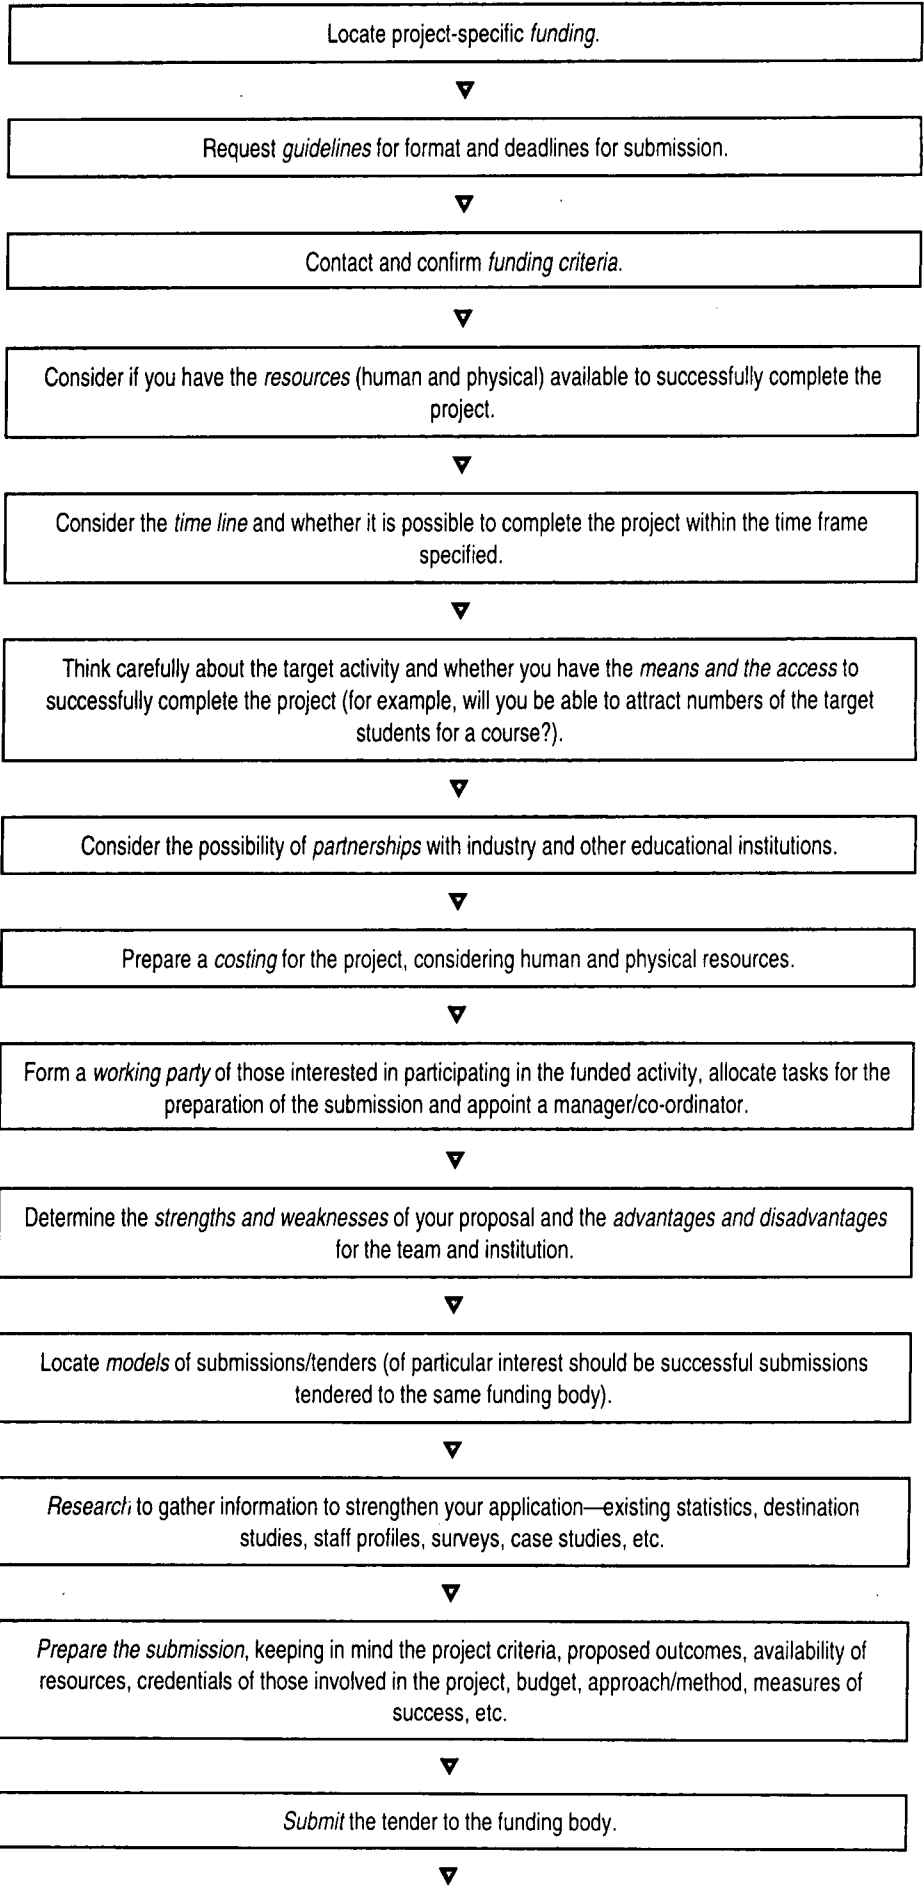 Locate project-specific funding.
Request guidelines for format and deadlines for submission.
Contact and confirm funding criteria.
Consider if you have the resources (human and physical) available to successfully complete the
project.
Consider the time line and whether it is possible to complete the project within the time frame
specified.
Think carefully about the target activity and whether you have the means and the access to
successfully complete the project (for example, will you be able to attract numbers of the target
students for a course?).
Consider the possibility of partnerships with industry and other educational institutions.
Prepare a costing for the project, considering human and physical resources.
Form a working party of those interested in participating in the funded activity, allocate tasks for the
preparation of the submission and appoint a manager/co-ordinator.
Determine the strengths and weaknesses of your proposal and the advantages and disadvantages
for the team and institution.
Locate models of submissions/tenders (of particular interest should be successful submissions
tendered to the same funding body).
Research to gather information to strengthen your application—existing statistics, destination
studies, staff profiles, surveys, case studies, etc.
Prepare the submission, keeping in mind the project criteria, proposed outcomes, availability of
resources, credentials of those involved in the project, budget, approach/method, measures of
success, etc.
Submit the tender to the funding body.